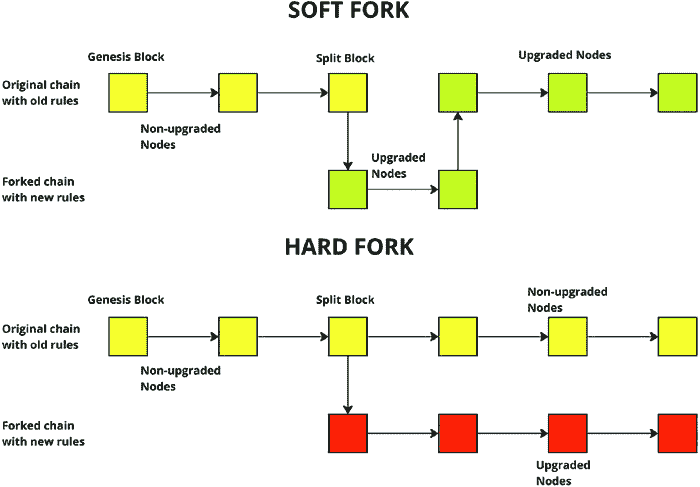 SOFT FORK
Genesis Block
Split Block
Upgraded Nodes
Original chain
with old rules
Non-upgraded
Nodes
Upgraded
Nodes
Forked chain
with new rules
HARD FORK
Genesis Block
Split Block
Non-upgraded
Nodes
Original chain
with old rules
Non-upgraded
Nodes
Forked chain
with new rules
Upgraded
Nodes